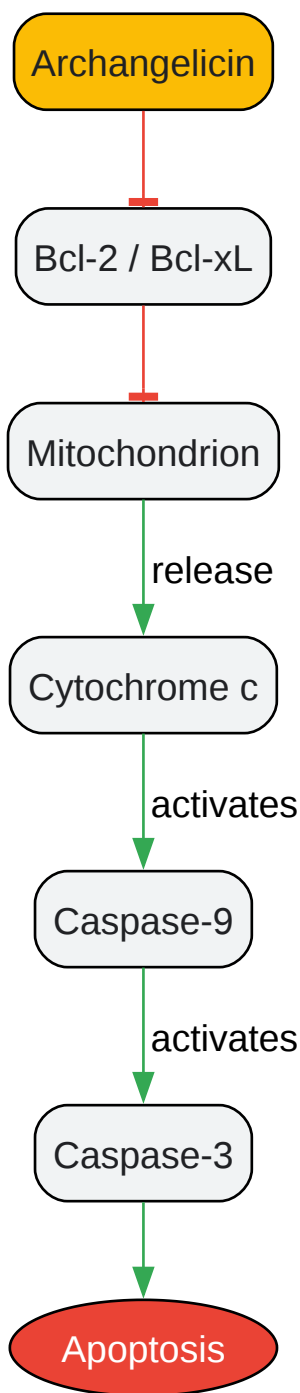 Archangelicin
Bcl-2 / Bcl-xL
Mitochondrion
release
Cytochrome c
activates
Caspase-9
activates
Caspase-3
Apoptosis